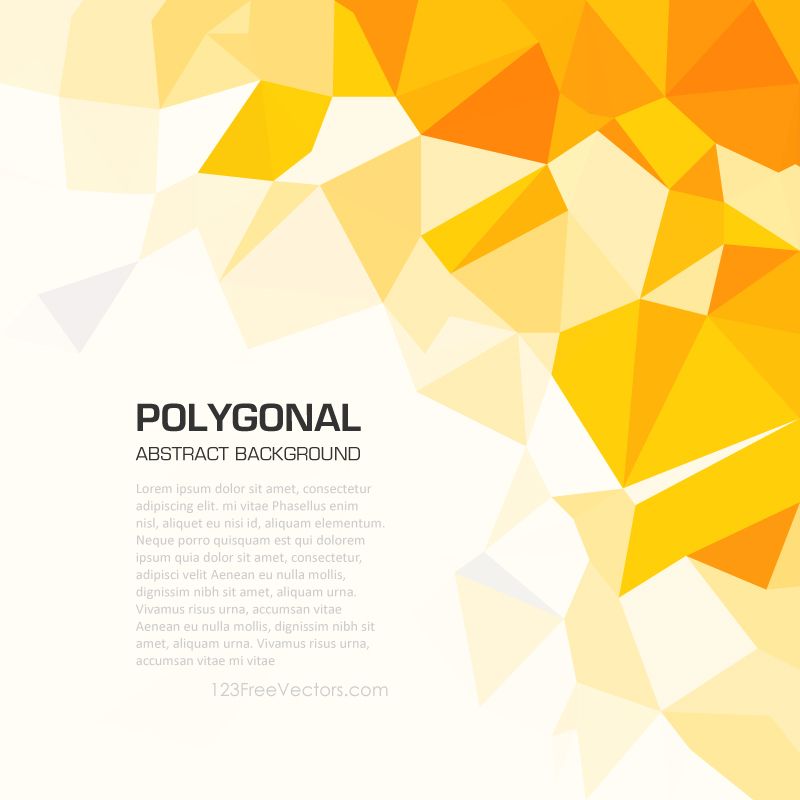 POLYGONAL
ABSTRACT BACKGROUND
Lorem ipsum dolor sit amet, consectetur
adipiscing elit. mi vitae Phasellus enim
nisl, aliquet eu nisi id, aliquam elementum.
Neque porro quisquam est qui dolorem
ipsum quia dolor sit amet, consectetur,
adipisci velit Aenean eu nulla mollis,
dignissim nibh et, aliquam urna.
Vivamus risus urna, accumsan vitae
Aenean eu nulla mollis, dignissim nibh et
amet, aliquam urna. Vivamus risus urna,
accumsan vitae mi vitae
123FreeVectors.com